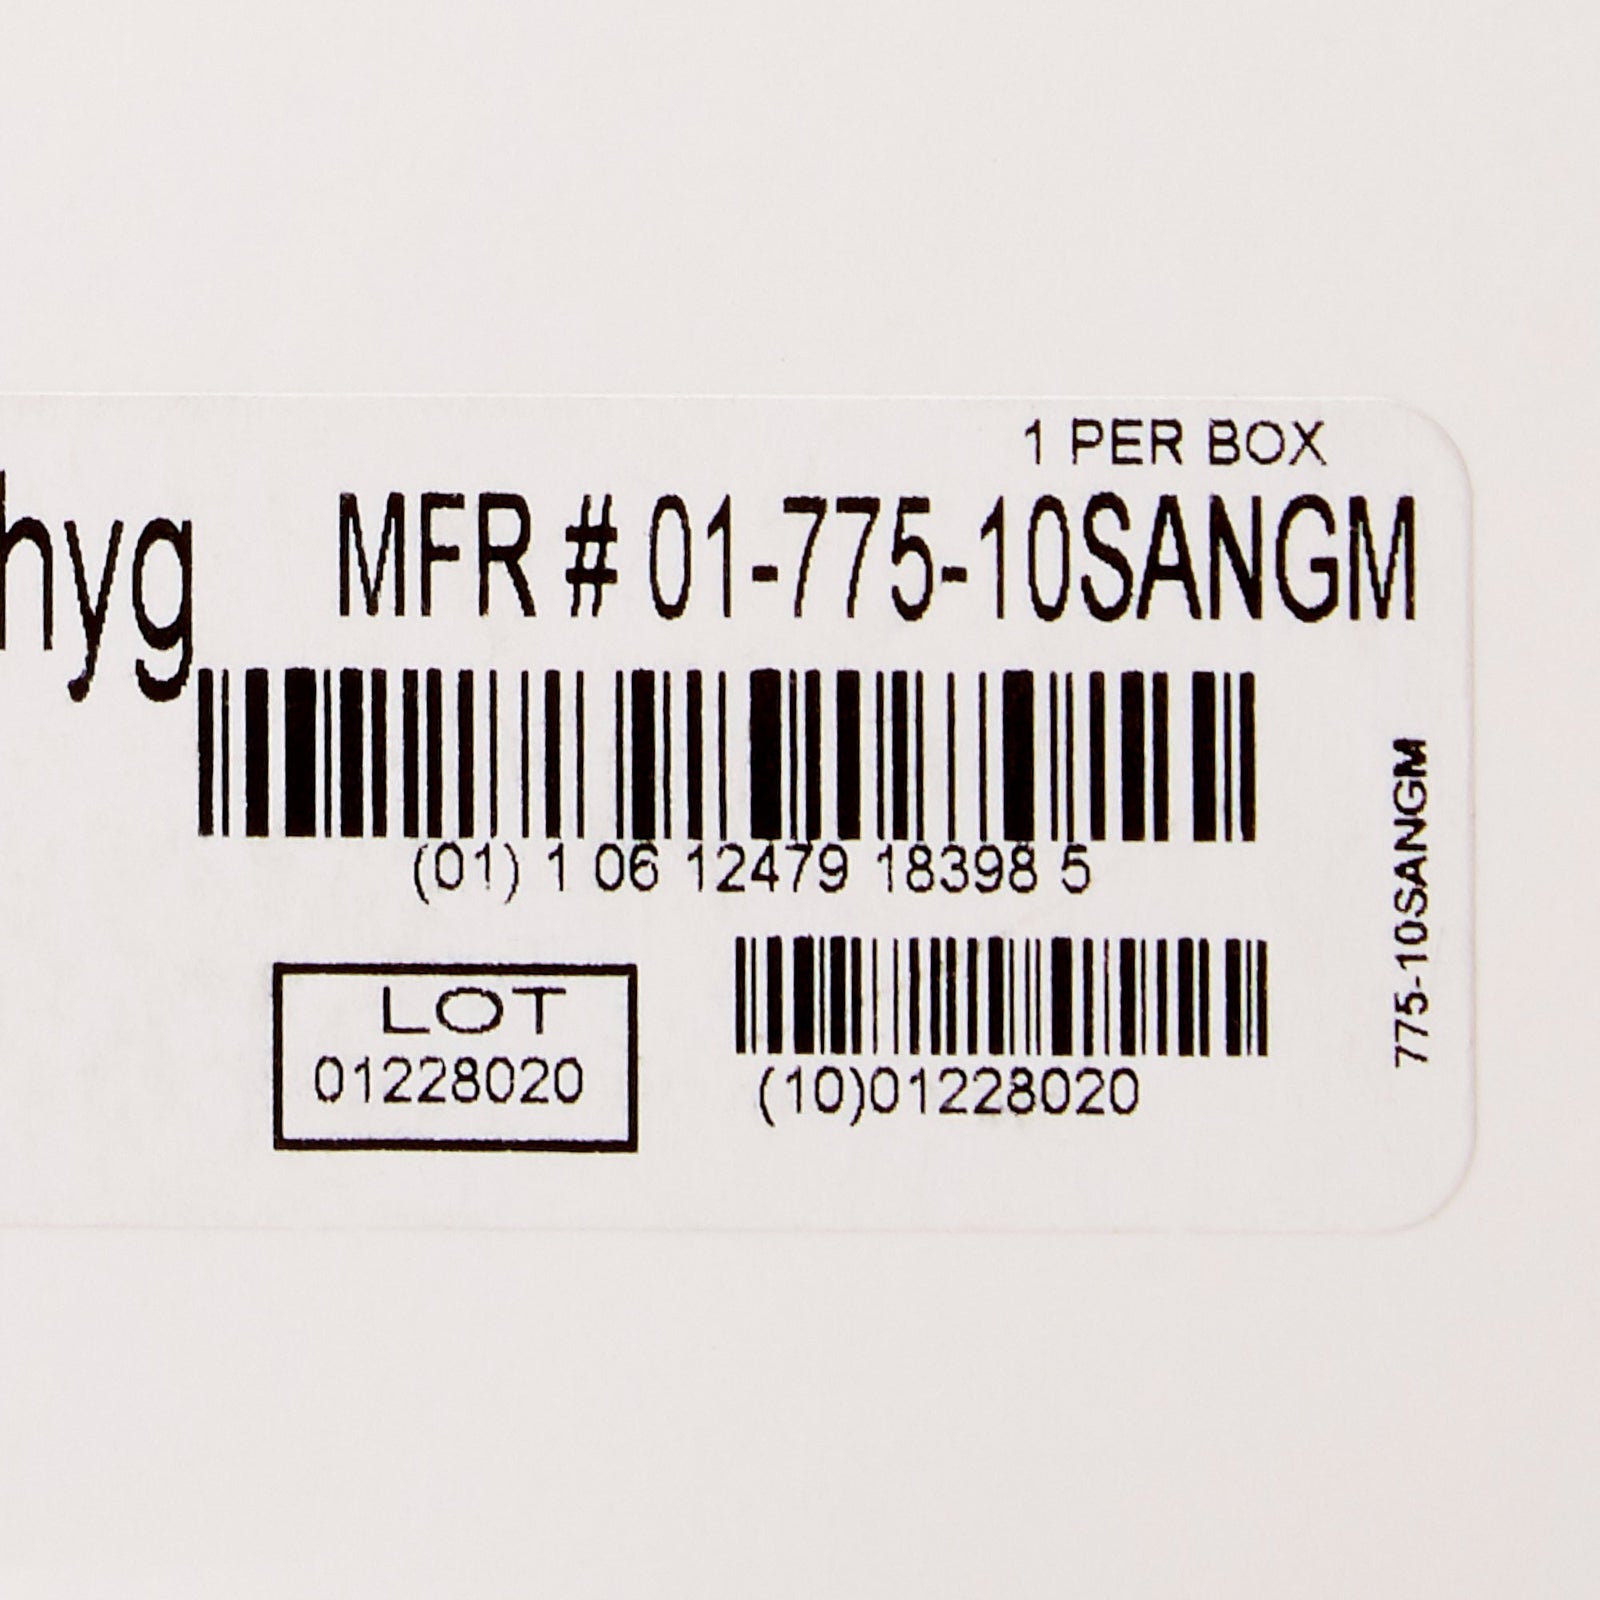 1 PER BOX
hyg MFR # 01-775-10SANGM
(01) 1 06 12479 18398 5
LOT
01228020
(10)01228020
775-10SANGM